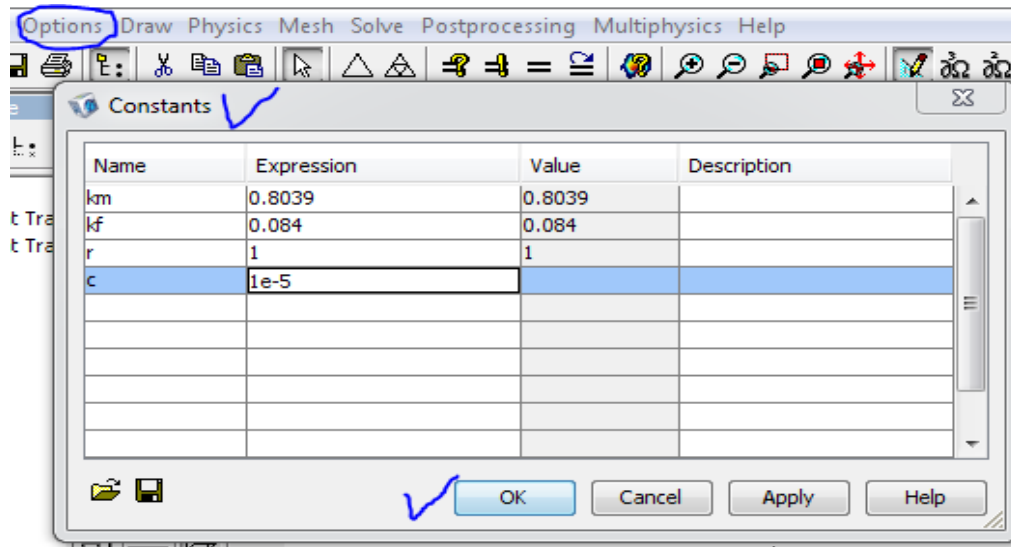 Options Draw Physics Mesh Solve Postprocessing Multiphysics Help
Constants
Name Expression Value Description
km 0.8039 0.8039
kf 0.084 0.084
r 1 1
c 1e-5
t Tra
t Tra
OK Cancel Apply Help